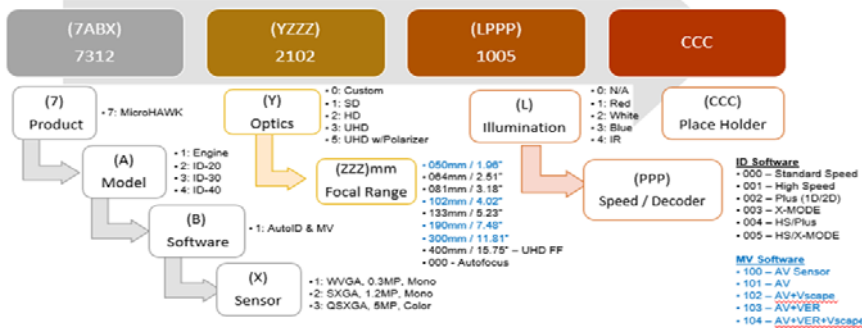 (7ABX)
7312
(YZZZ)
2102
(LPPP)
1005
CCC
(7)
Product
• 7: MicroHAWK
(A)
Model
• 1: Engine
• 2: ID-20
• 3: ID-30
• 4: ID-40
(B)
Software
• 1: AutoID & MV
(X)
Sensor
• 1: WVGA, 0.3MP, Mono
• 2: SXGA, 1.2MP, Mono
• 3: QSXGA, 5MP, Color
(Y)
Optics
• 0: Custom
• 1: SD
• 2: HD
• 3: UHD
• 5: UHD w/Polarizer
(ZZZ)mm
Focal Range
• 050mm / 1.96"
• 064mm / 2.51"
• 081mm / 3.18"
• 102mm / 4.02"
• 133mm / 5.23"
• 190mm / 7.48"
• 300mm / 11.81"
• 400mm / 15.75" – UHD FF
• 000 - Autofocus
(L)
Illumination
• 0: N/A
• 1: Red
• 2: White
• 3: Blue
• 4: IR
(PPP)
Speed / Decoder
(CCC)
Place Holder
ID Software
• 000 – Standard Speed
• 001 – High Speed
• 002 – Plus (1D/2D)
• 003 – X-MODE
• 004 – HS/Plus
• 005 – HS/X-MODE
MV Software
• 100 – AV Sensor
• 101 – AV
• 102 – AV+Vscape
• 103 – AV+VER
• 104 – AV+VER+Vscape